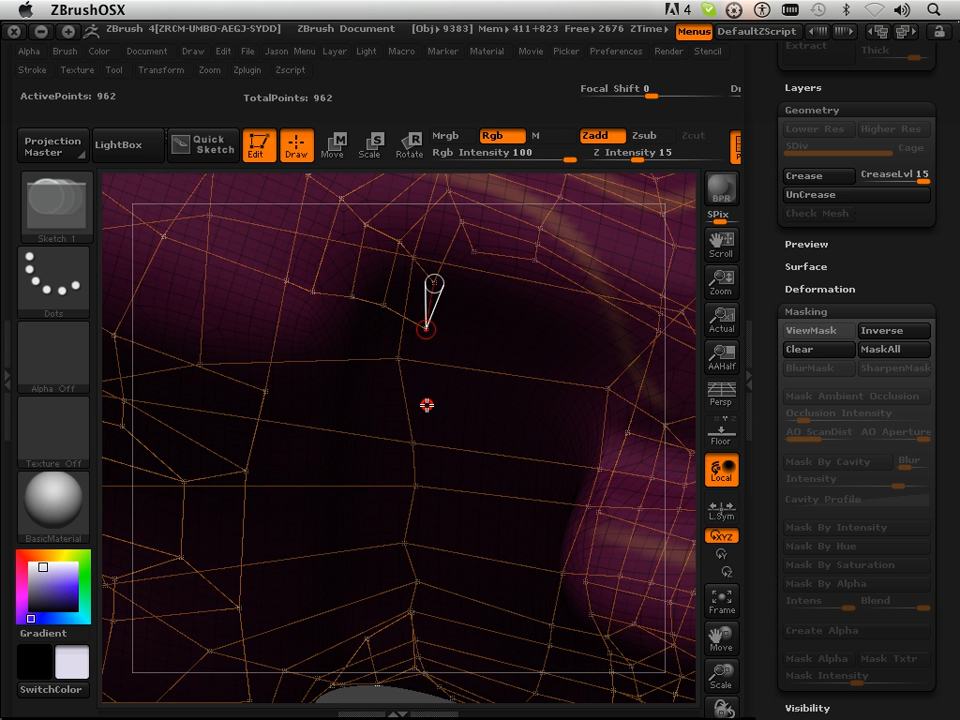 ZBrushOSX
4
ZBrush 4[ZRCM-UMBO-AEGJ-SYDD] [Obj> 9383] Mem> 411+823 Free> 2676 ZTime> Menus DefaultZScript
Alpha Brush Color Document Draw Edit File Jason Menu Layer Light Macro Marker Material Movie Picker Preferences Render Stencil
Stroke Texture Tool Transform Zoom Zplugin Zscript
ActivePoints: 962 TotalPoints: 962
Focal Shift 0
Projection Master
LightBox
Quick Sketch
Edit
Draw
Move
Scale
Rotate
Mrgb Rgb M Zadd Zsub Zcut
Rgb Intensity 100 Z Intensity 15
Sketch 1
Dots
Alpha Off
Texture Off
BasicMaterial
Gradient
SwitchColor
BPR
SPix
Scroll
Zoom
Actual
AAHalf
Persp
Floor
Local
L.Sym
XYZ
Y
Z
Frame
Move
Scale
Extract Thick
Layers
Geometry
Lower Res Higher Res
SDiv Cage
Crease CreaseLvl 15
UnCrease
Check Mesh
Preview
Surface
Deformation
Masking
ViewMask Inverse
Clear MaskAll
BlurMask SharpenMask
Mask Ambient Occlusion
Occlusion Intensity
AO ScanDist AO Aperture
Mask By Cavity Blur
Intensity
Cavity Profile
Mask By Intensity
Mask By Hue
Mask By Saturation
Mask By Alpha
Intens Blend
Create Alpha
Mask Alpha Mask Txtr
Mask Intensity
Visibility